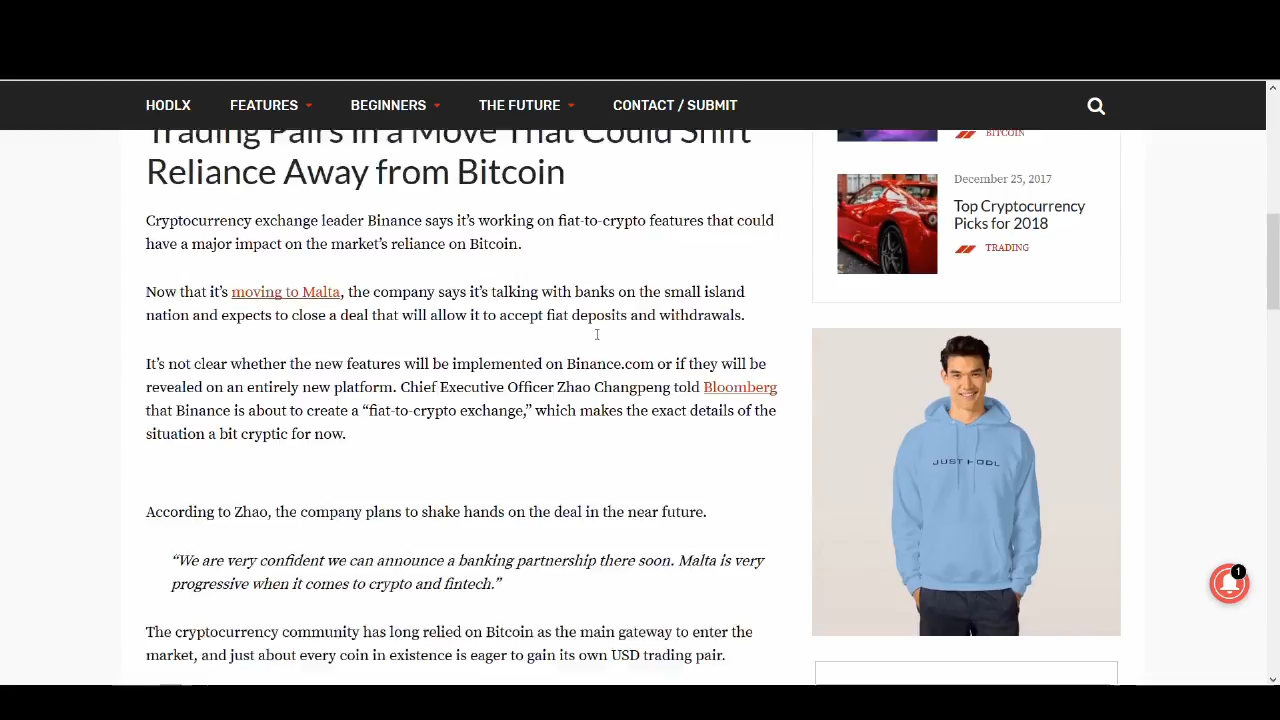 HODLX FEATURES BEGINNERS THE FUTURE CONTACT / SUBMIT
Trading Pairs in a Move That Could Shift
Reliance Away from Bitcoin
Cryptocurrency exchange leader Binance says it’s working on fiat-to-crypto features that could
have a major impact on the market’s reliance on Bitcoin.
Now that it’s moving to Malta, the company says it’s talking with banks on the small island
nation and expects to close a deal that will allow it to accept fiat deposits and withdrawals.
It’s not clear whether the new features will be implemented on Binance.com or if they will be
revealed on an entirely new platform. Chief Executive Officer Zhao Changpeng told Bloomberg
that Binance is about to create a “fiat-to-crypto exchange,” which makes the exact details of the
situation a bit cryptic for now.
According to Zhao, the company plans to shake hands on the deal in the near future.
“We are very confident we can announce a banking partnership there soon. Malta is very
progressive when it comes to crypto and fintech.”
The cryptocurrency community has long relied on Bitcoin as the main gateway to enter the
market, and just about every coin in existence is eager to gain its own USD trading pair.
BITCOIN
December 25, 2017
Top Cryptocurrency
Picks for 2018
TRADING
JUST HODL
1